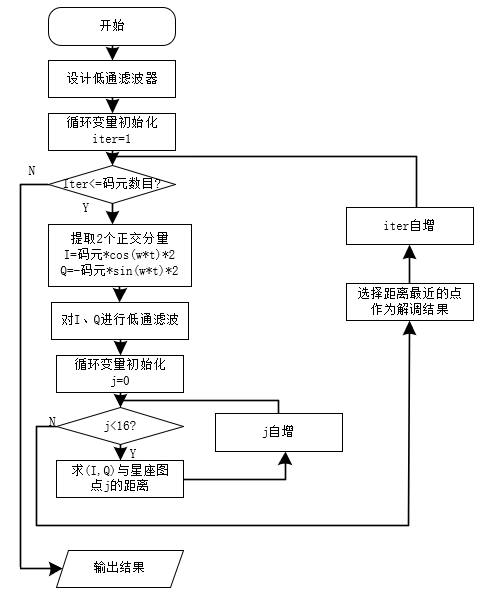 开始
设计低通滤波器
循环变量初始化
iter=1
N
Iter<=码元数目?
Y
iter自增
提取2个正交分量
I=码元*cos(w*t)*2
Q=-码元*sin(w*t)*2
选择距离最近的点
作为解调结果
对I、Q进行低通滤波
循环变量初始化
j=0
N
j<16?
j自增
Y
求(I,Q)与星座图
点j的距离
输出结果